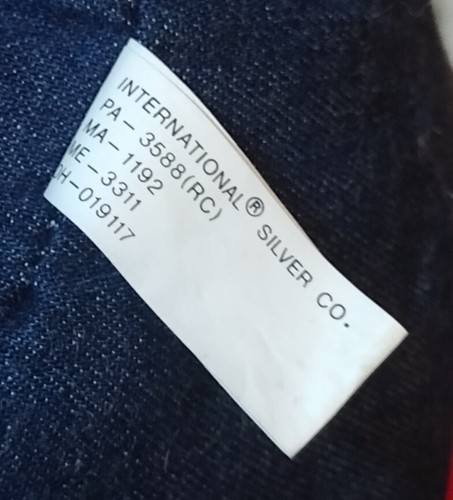 INTERNATIONAL® SILVER CO.
PA-3588(RC)
MA-1192
ME-3311
OH-019117